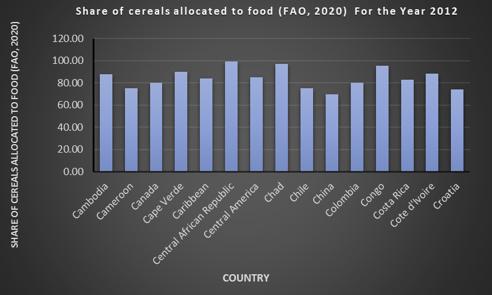 Share of cereals allocated to food (FAO, 2020) For the Year 2012
SHARE OF CEREALS ALLOCATED TO FOOD (FAO, 2020)
120.00
100.00
80.00
60.00
40.00
20.00
0.00
Cambodia
Cameroon
Canada
Cape Verde
Caribbean
Central African Republic
Central America
Chad
Chile
China
Colombia
Congo
Costa Rica
Cote d'Ivoire
Croatia
COUNTRY